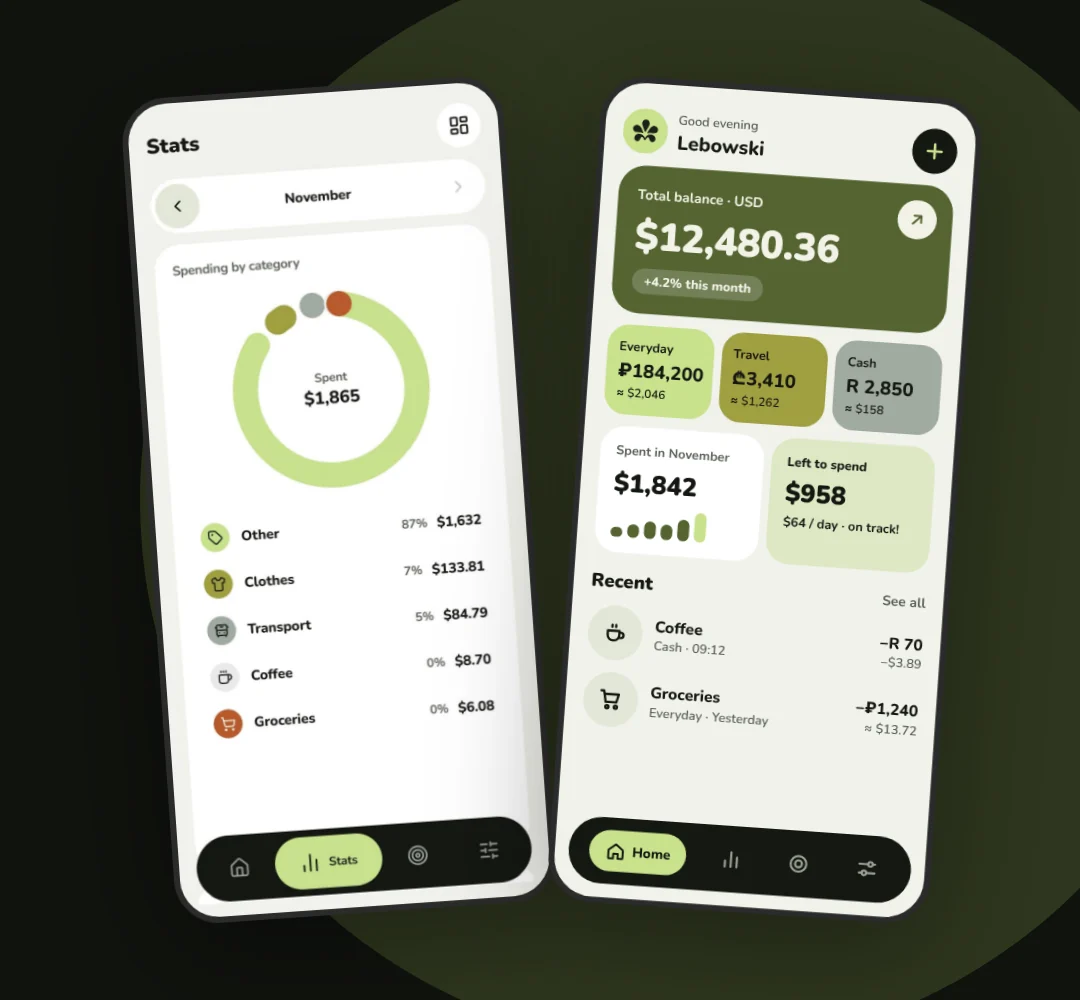 Stats
November
Spending by category
Spent
$1,865
Other 87% $1,632
Clothes 7% $133.81
Transport 5% $84.79
Coffee 0% $8.70
Groceries 0% $6.08
Stats
Good evening
Lebowski
Total balance · USD
$12,480.36
+4.2% this month
Everyday
₽184,200
≈ $2,046
Travel
₾3,410
≈ $1,262
Cash
R 2,850
≈ $158
Spent in November
$1,842
Left to spend
$958
$64 / day · on track!
Recent
See all
Coffee
−R 70
Cash · 09:12
−$3.89
Groceries
−₽1,240
Everyday · Yesterday
≈ $13.72
Home